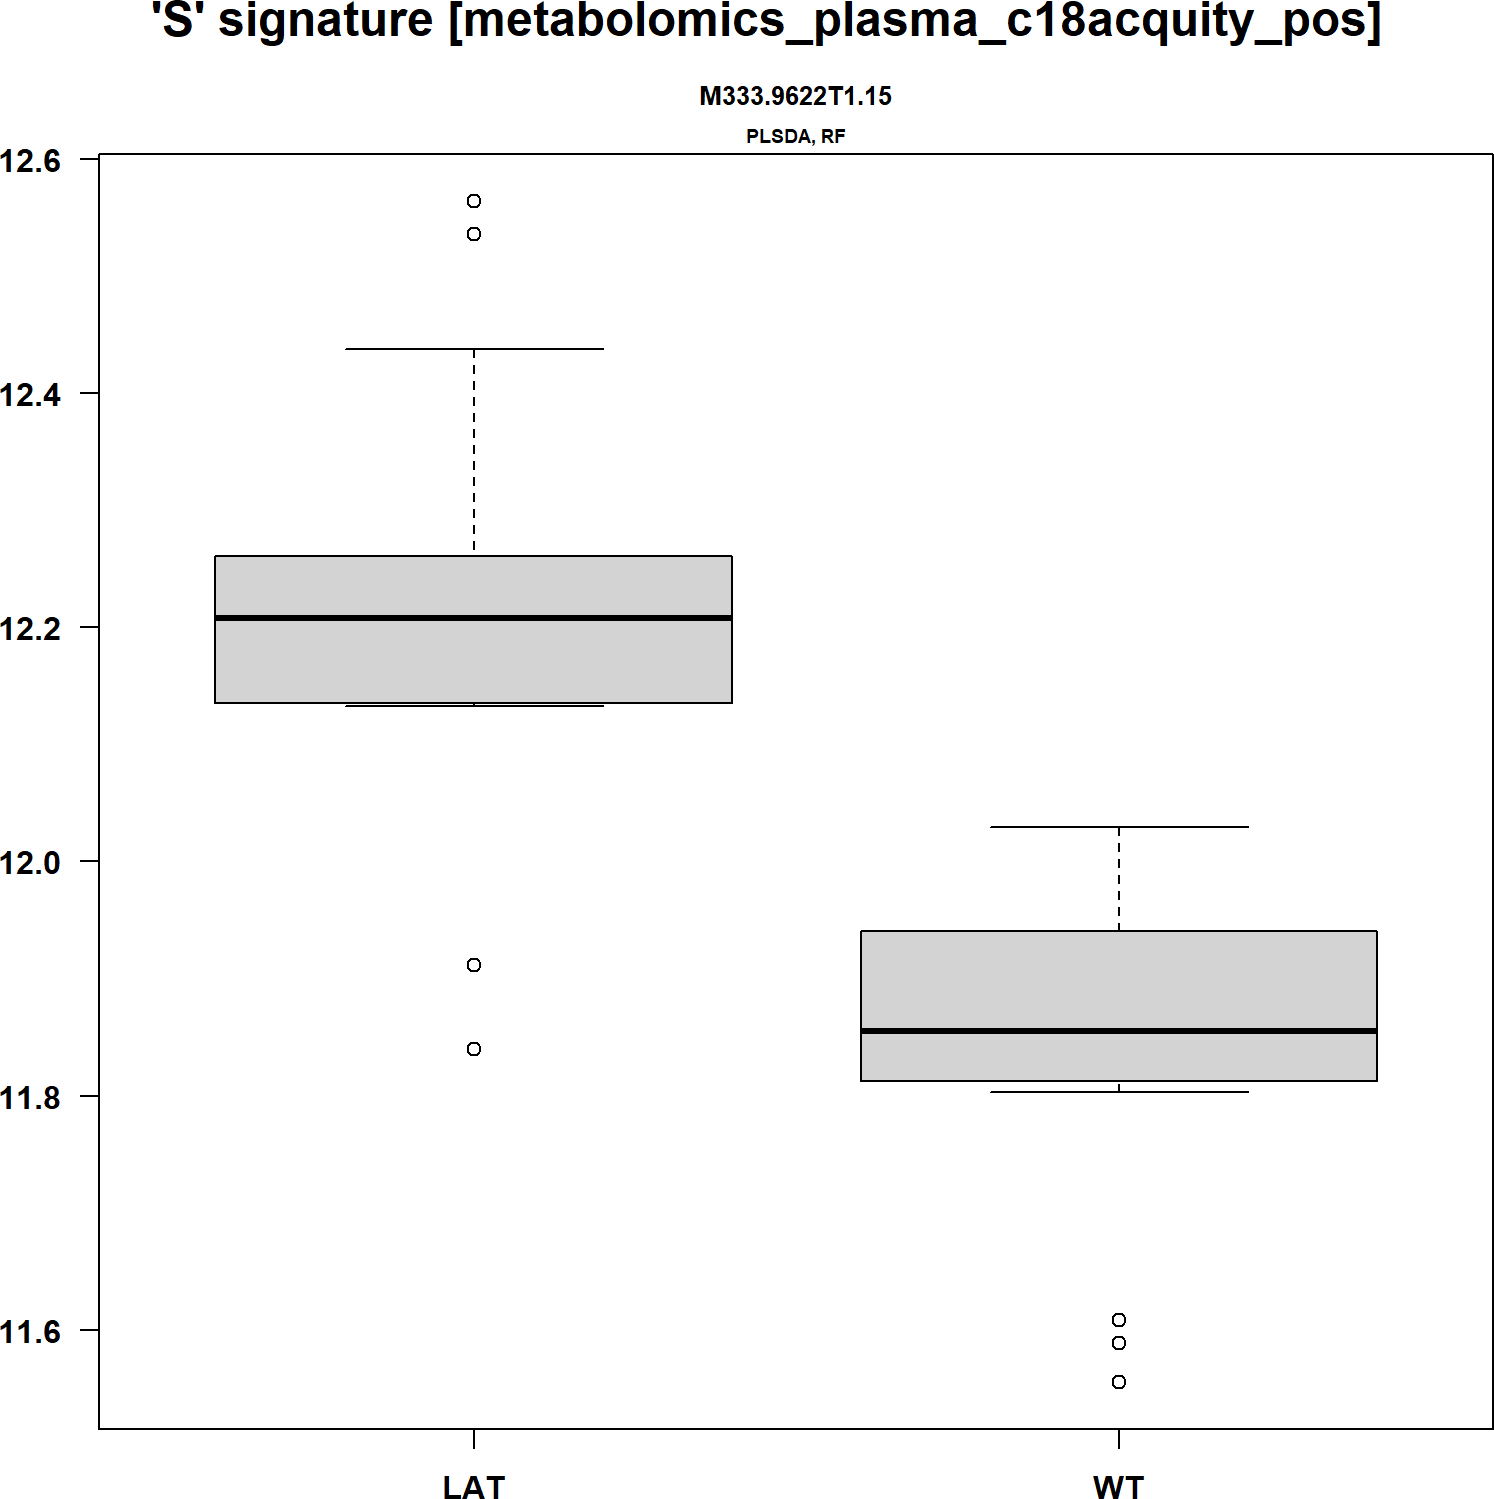 'S' signature [metabolomics_plasma_c18acquity_pos]
M333.9622T1.15
PLSDA, RF
12.6
12.4
12.2
12.0
11.8
11.6
LAT WT